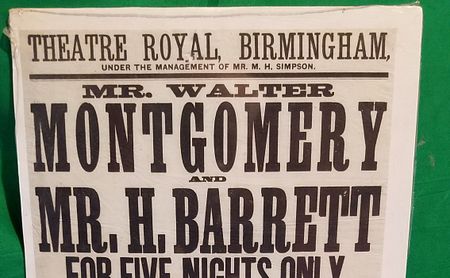 THEATRE ROYAL, BIRMINGHAM,
UNDER THE MANAGEMENT OF MR. M. H. SIMPSON.
MR. WALTER
MONTGOMERY
AND
MR. H. BARRETT
FOR FIVE NIGHTS ONLY